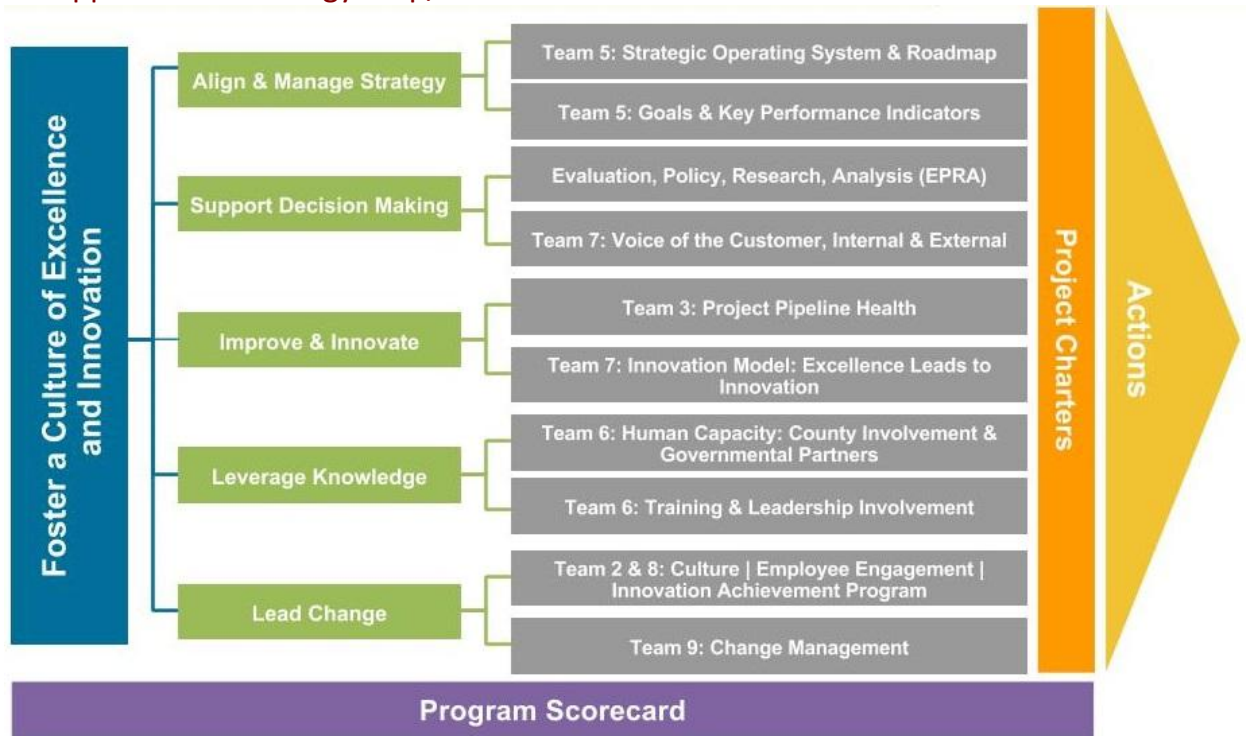 Foster a Culture of Excellence
and Innovation
Align & Manage Strategy
Team 5: Strategic Operating System & Roadmap
Team 5: Goals & Key Performance Indicators
Support Decision Making
Evaluation, Policy, Research, Analysis (EPRA)
Team 7: Voice of the Customer, Internal & External
Improve & Innovate
Team 3: Project Pipeline Health
Team 7: Innovation Model: Excellence Leads to
Innovation
Leverage Knowledge
Team 6: Human Capacity: County Involvement &
Governmental Partners
Team 6: Training & Leadership Involvement
Lead Change
Team 2 & 8: Culture | Employee Engagement |
Innovation Achievement Program
Team 9: Change Management
Project Charters
Actions
Program Scorecard